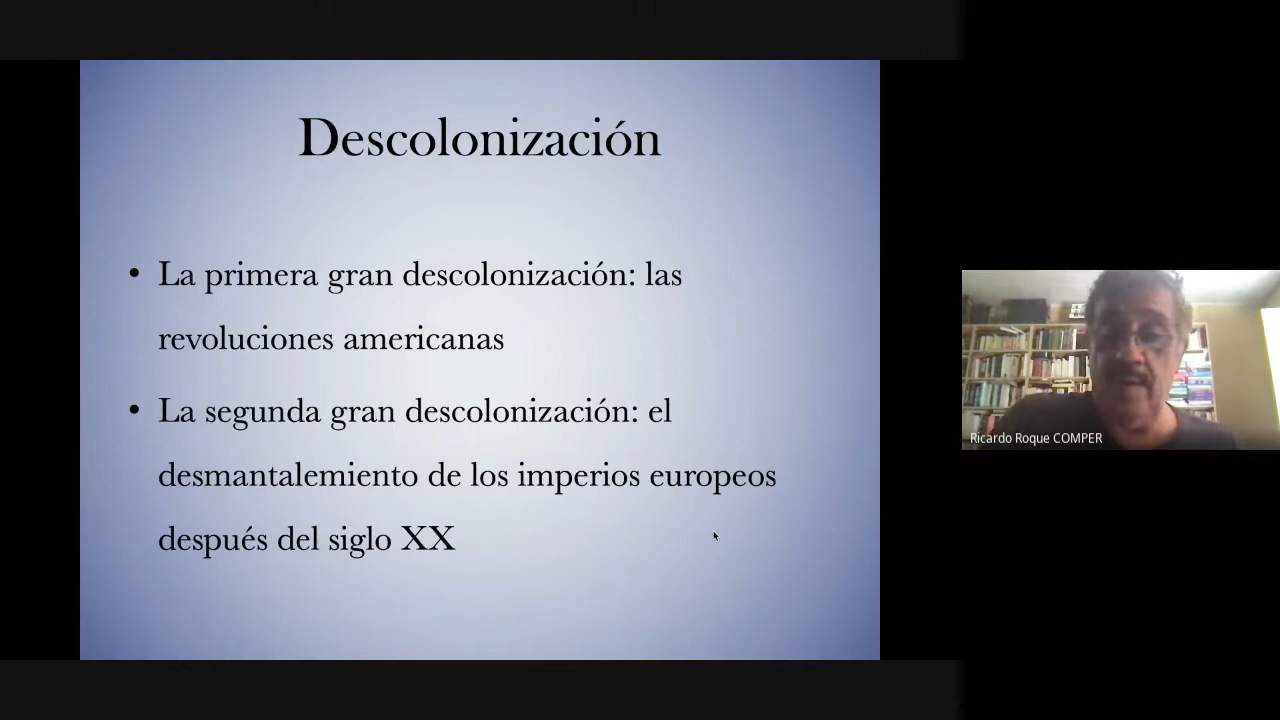 Descolonización
• La primera gran descolonización: las
revoluciones americanas
• La segunda gran descolonización: el
desmantalemiento de los imperios europeos
después del siglo XX
Ricardo Roque COMPER